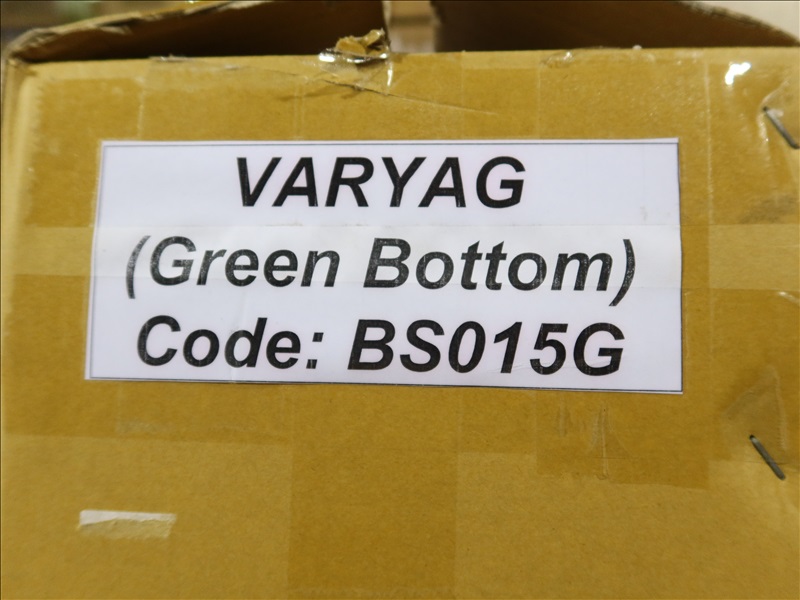 VARYAG
(Green Bottom)
Code: BS015G